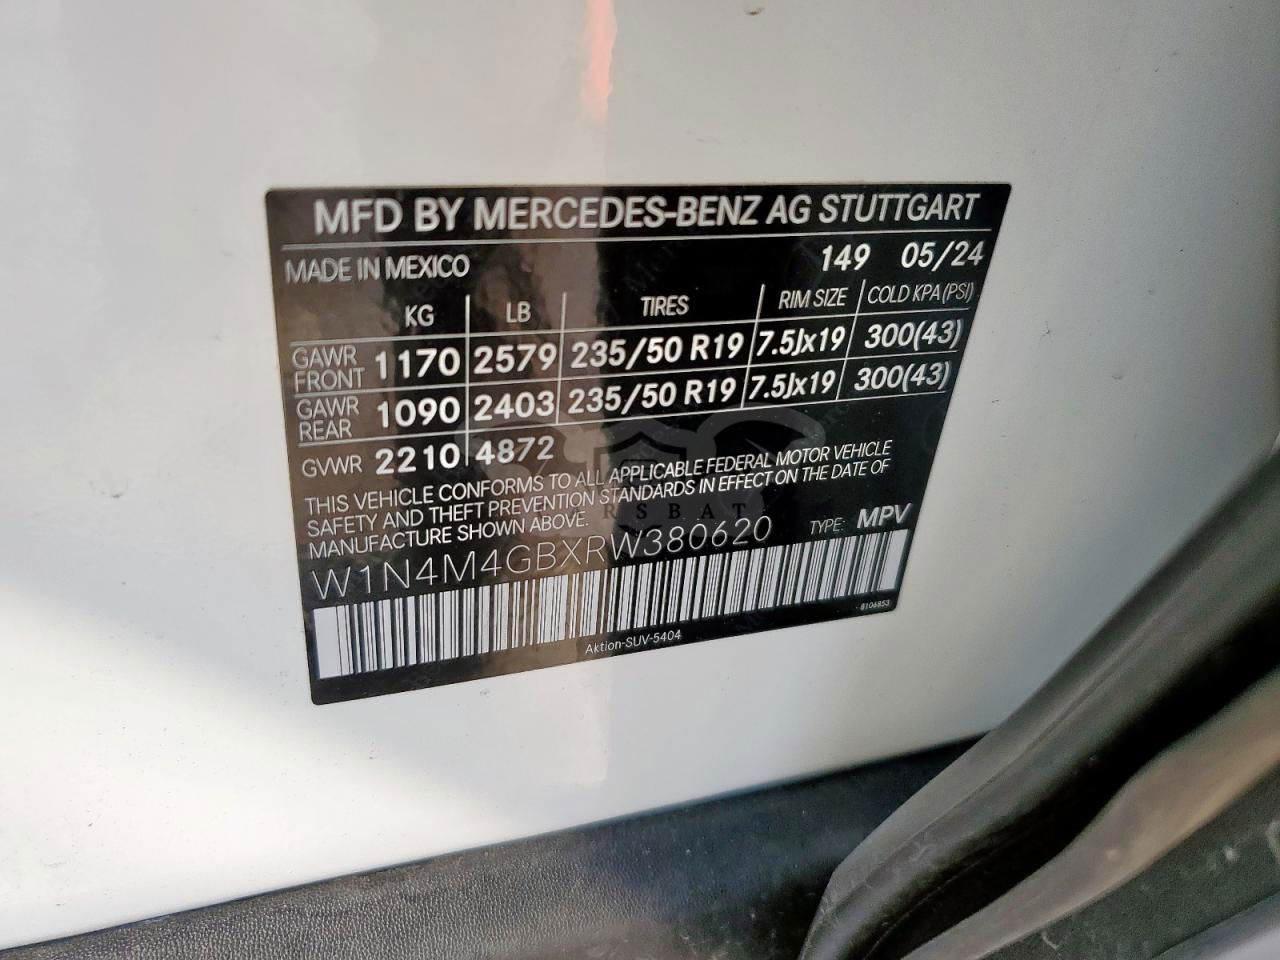 MFD BY MERCEDES-BENZ AG STUTTGART
MADE IN MEXICO 149 05/24
KG LB TIRES RIM SIZE COLD KPA(PSI)
GAWR FRONT 1170 2579 235/50 R19 7.5Jx19 300(43)
GAWR REAR 1090 2403 235/50 R19 7.5Jx19 300(43)
GVWR 2210 4872
THIS VEHICLE CONFORMS TO ALL APPLICABLE FEDERAL MOTOR VEHICLE
SAFETY AND THEFT PREVENTION STANDARDS IN EFFECT ON THE DATE OF
MANUFACTURE SHOWN ABOVE.
W1N4M4GBXRW380620 TYPE: MPV
8106853
Aktion-SUV-5404